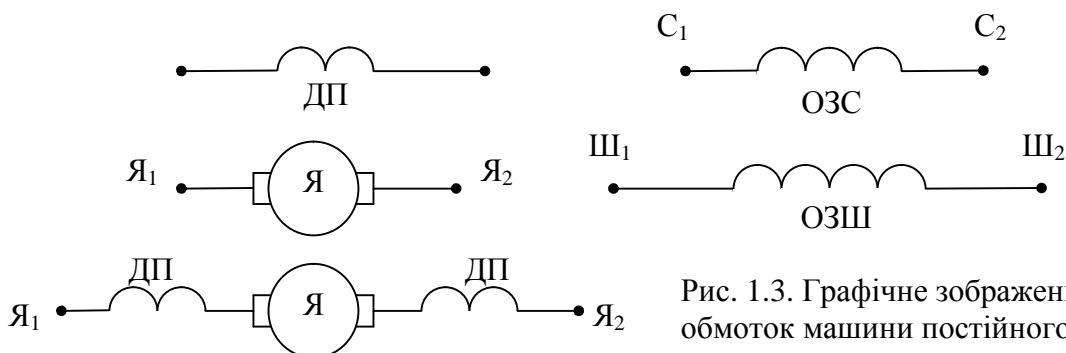 С₁ С₂
ДП ОЗС
Я₁ Я Я₂ Ш₁ Ш₂
ОЗШ
ДП ДП
Я₁ Я Я₂
Рис. 1.3. Графічне
обмоток машини постійного